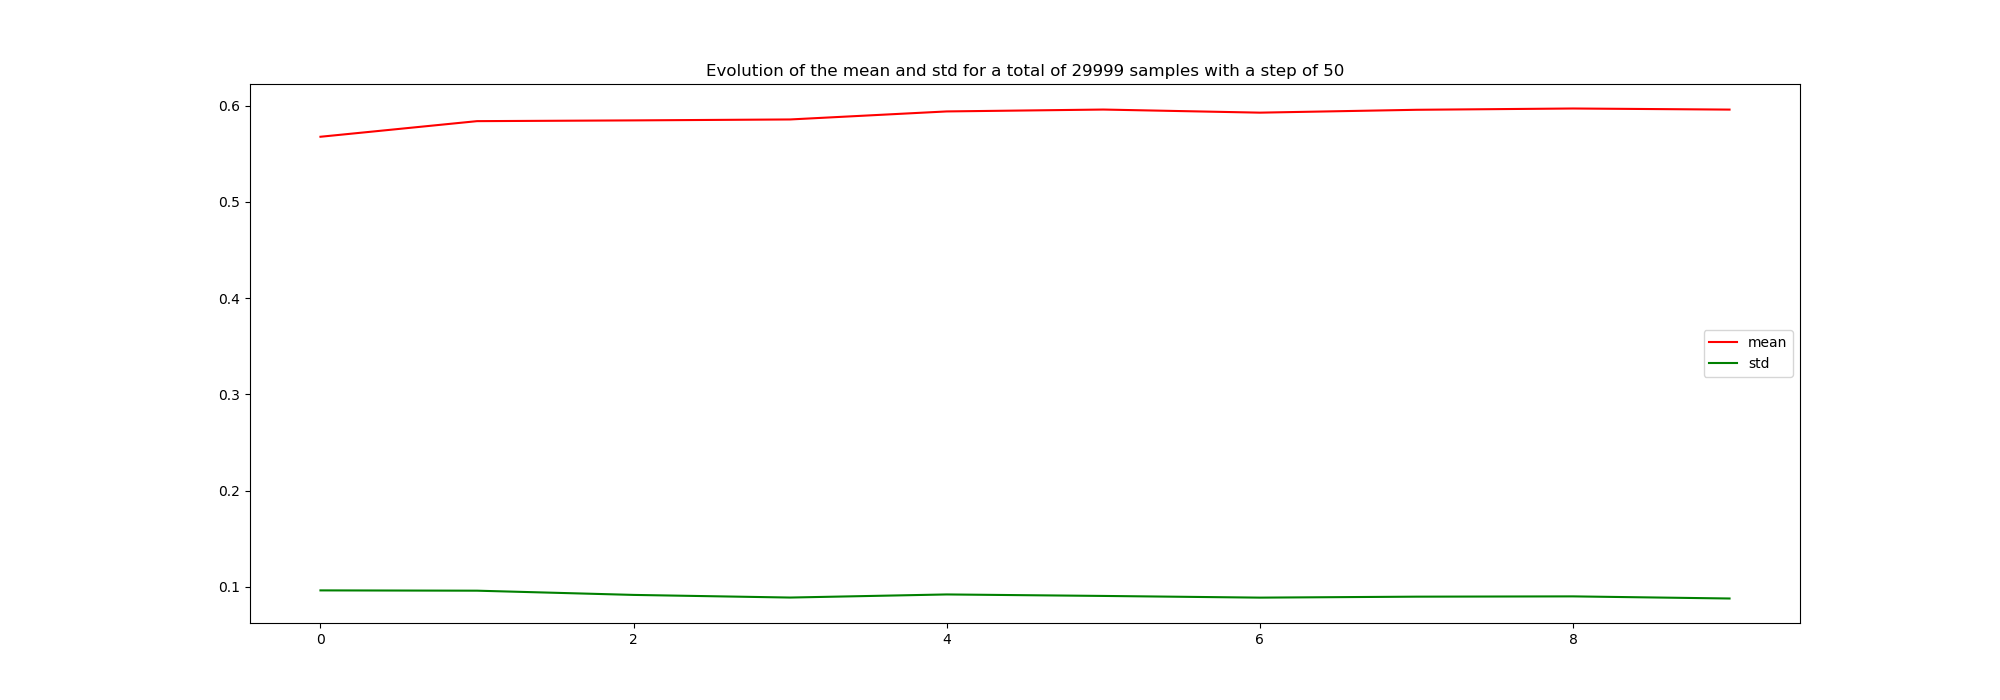 Evolution of the mean and std for a total of 29999 samples with a step of 50
0.6
0.5
0.4
0.3
0.2
0.1
mean
std
0 2 4 6 8